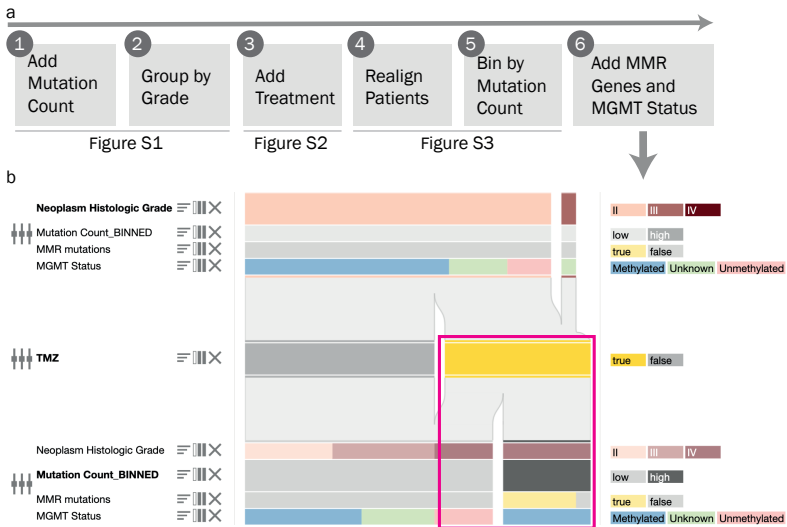 a
1 2 3 4 5 6
Add
Mutation
Count
Group by
Grade
Add
Treatment
Realign
Patients
Bin by
Mutation
Count
Add MMR
Genes and
MGMT Status
Figure S1
Figure S2
Figure S3
b
Neoplasm Histologic Grade
II III IV
Mutation Count_BINNED
low high
MMR mutations
true false
MGMT Status
Methylated Unknown Unmethylated
TMZ
true false
Neoplasm Histologic Grade
II III IV
Mutation Count_BINNED
low high
MMR mutations
true false
MGMT Status
Methylated Unknown Unmethylated